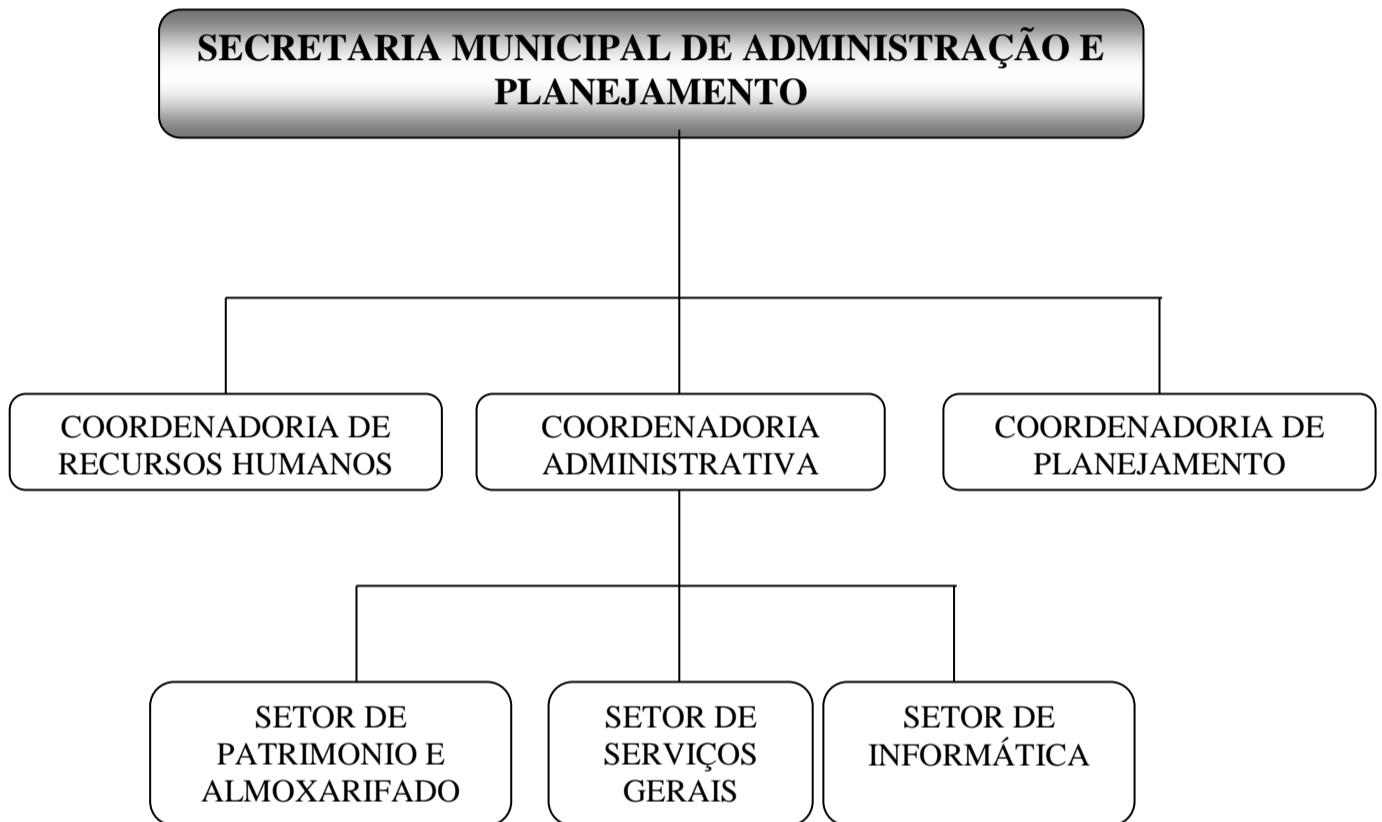 SECRETARIA MUNICIPAL DE ADMINISTRAÇÃO E
PLANEJAMENTO
COORDENADORIA DE
RECURSOS HUMANOS
COORDENADORIA
ADMINISTRATIVA
COORDENADORIA DE
PLANEJAMENTO
SETOR DE
PATRIMONIO E
ALMOXARIFADO
SETOR DE
SERVIÇOS
GERAIS
SETOR DE
INFORMÁTICA